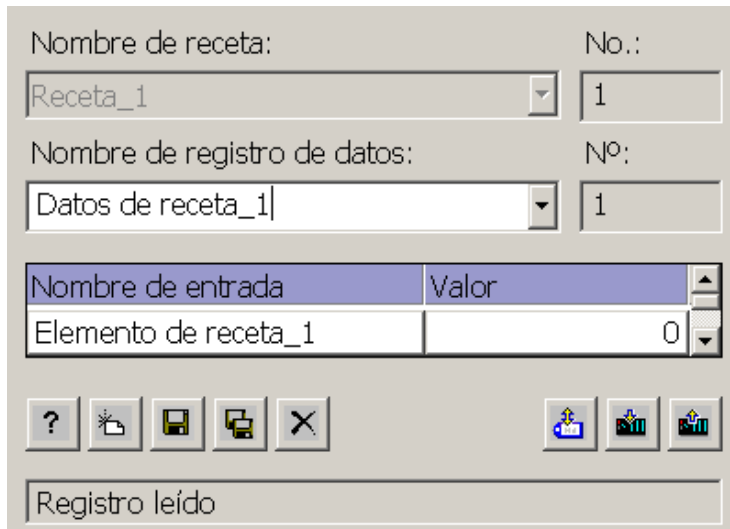 Nombre de receta: No.:
Receta_1 1
Nombre de registro de datos: Nº:
Datos de receta_1 1
Nombre de entrada Valor
Elemento de receta_1 0
?
Registro leído